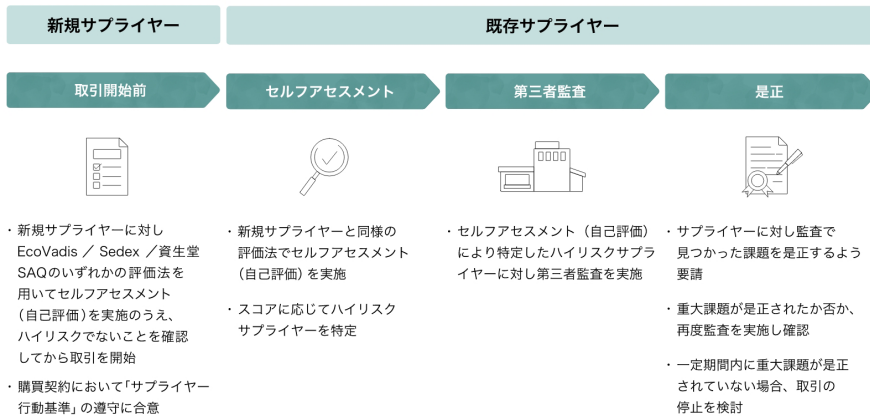 新規サプライヤー
既存サプライヤー
取引開始前
セルフアセスメント
第三者監査
是正
・新規サプライヤーに対し
EcoVadis ／ Sedex ／資生堂
SAQのいずれかの評価法を
用いてセルフアセスメント
（自己評価）を実施のうえ、
ハイリスクでないことを確認
してから取引を開始
・購買契約において「サプライヤー
行動基準」の遵守に合意
・新規サプライヤーと同様の
評価法でセルフアセスメント
（自己評価）を実施
・スコアに応じてハイリスク
サプライヤーを特定
・セルフアセスメント（自己評価）
により特定したハイリスクサプラ
イヤーに対し第三者監査を実施
・サプライヤーに対し監査で
見つかった課題を是正するよう
要請
・重大課題が是正されたか否か、
再度監査を実施し確認
・一定期間内に重大課題が是正
されていない場合、取引の
停止を検討